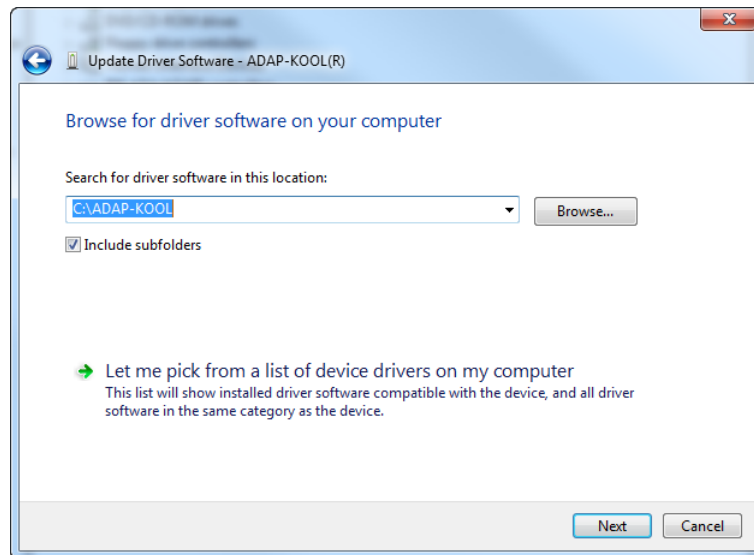 Update Driver Software - ADAP-KOOL(R)
Browse for driver software on your computer
Search for driver software in this location:
C:\ADAP-KOOL
Browse...
Include subfolders
Let me pick from a list of device drivers on my computer
This list will show installed driver software compatible with the device, and all driver
software in the same category as the device.
Next
Cancel